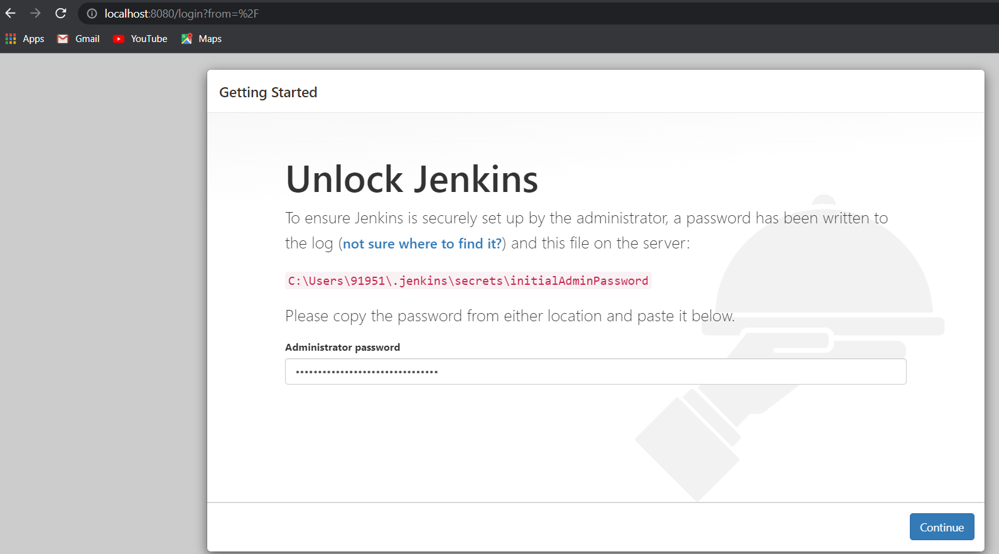 localhost:8080/login?from=%2F
Apps Gmail YouTube Maps
Getting Started
Unlock Jenkins
To ensure Jenkins is securely set up by the administrator, a password has been written to
the log (not sure where to find it?) and this file on the server:
C:\Users\91951\.jenkins\secrets\initialAdminPassword
Please copy the password from either location and paste it below.
Administrator password
••••••••••••••••••••••••••••••••
Continue